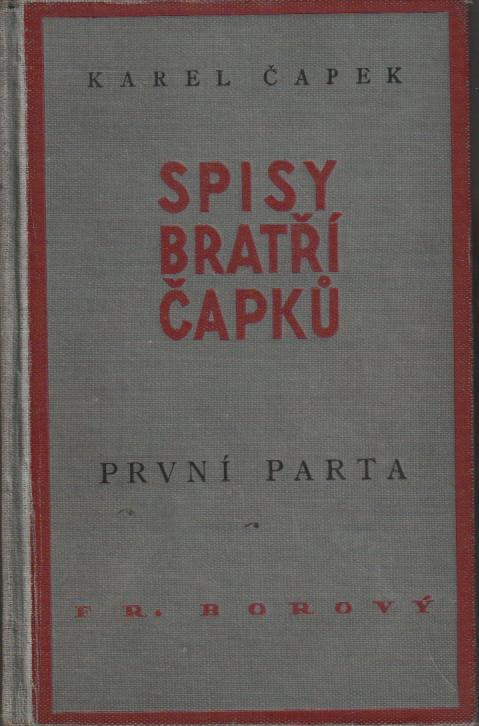 KAREL ČAPEK
SPISY
BRATŘÍ
ČAPKŮ
PRVNÍ PARTA
FR. BOROVÝ